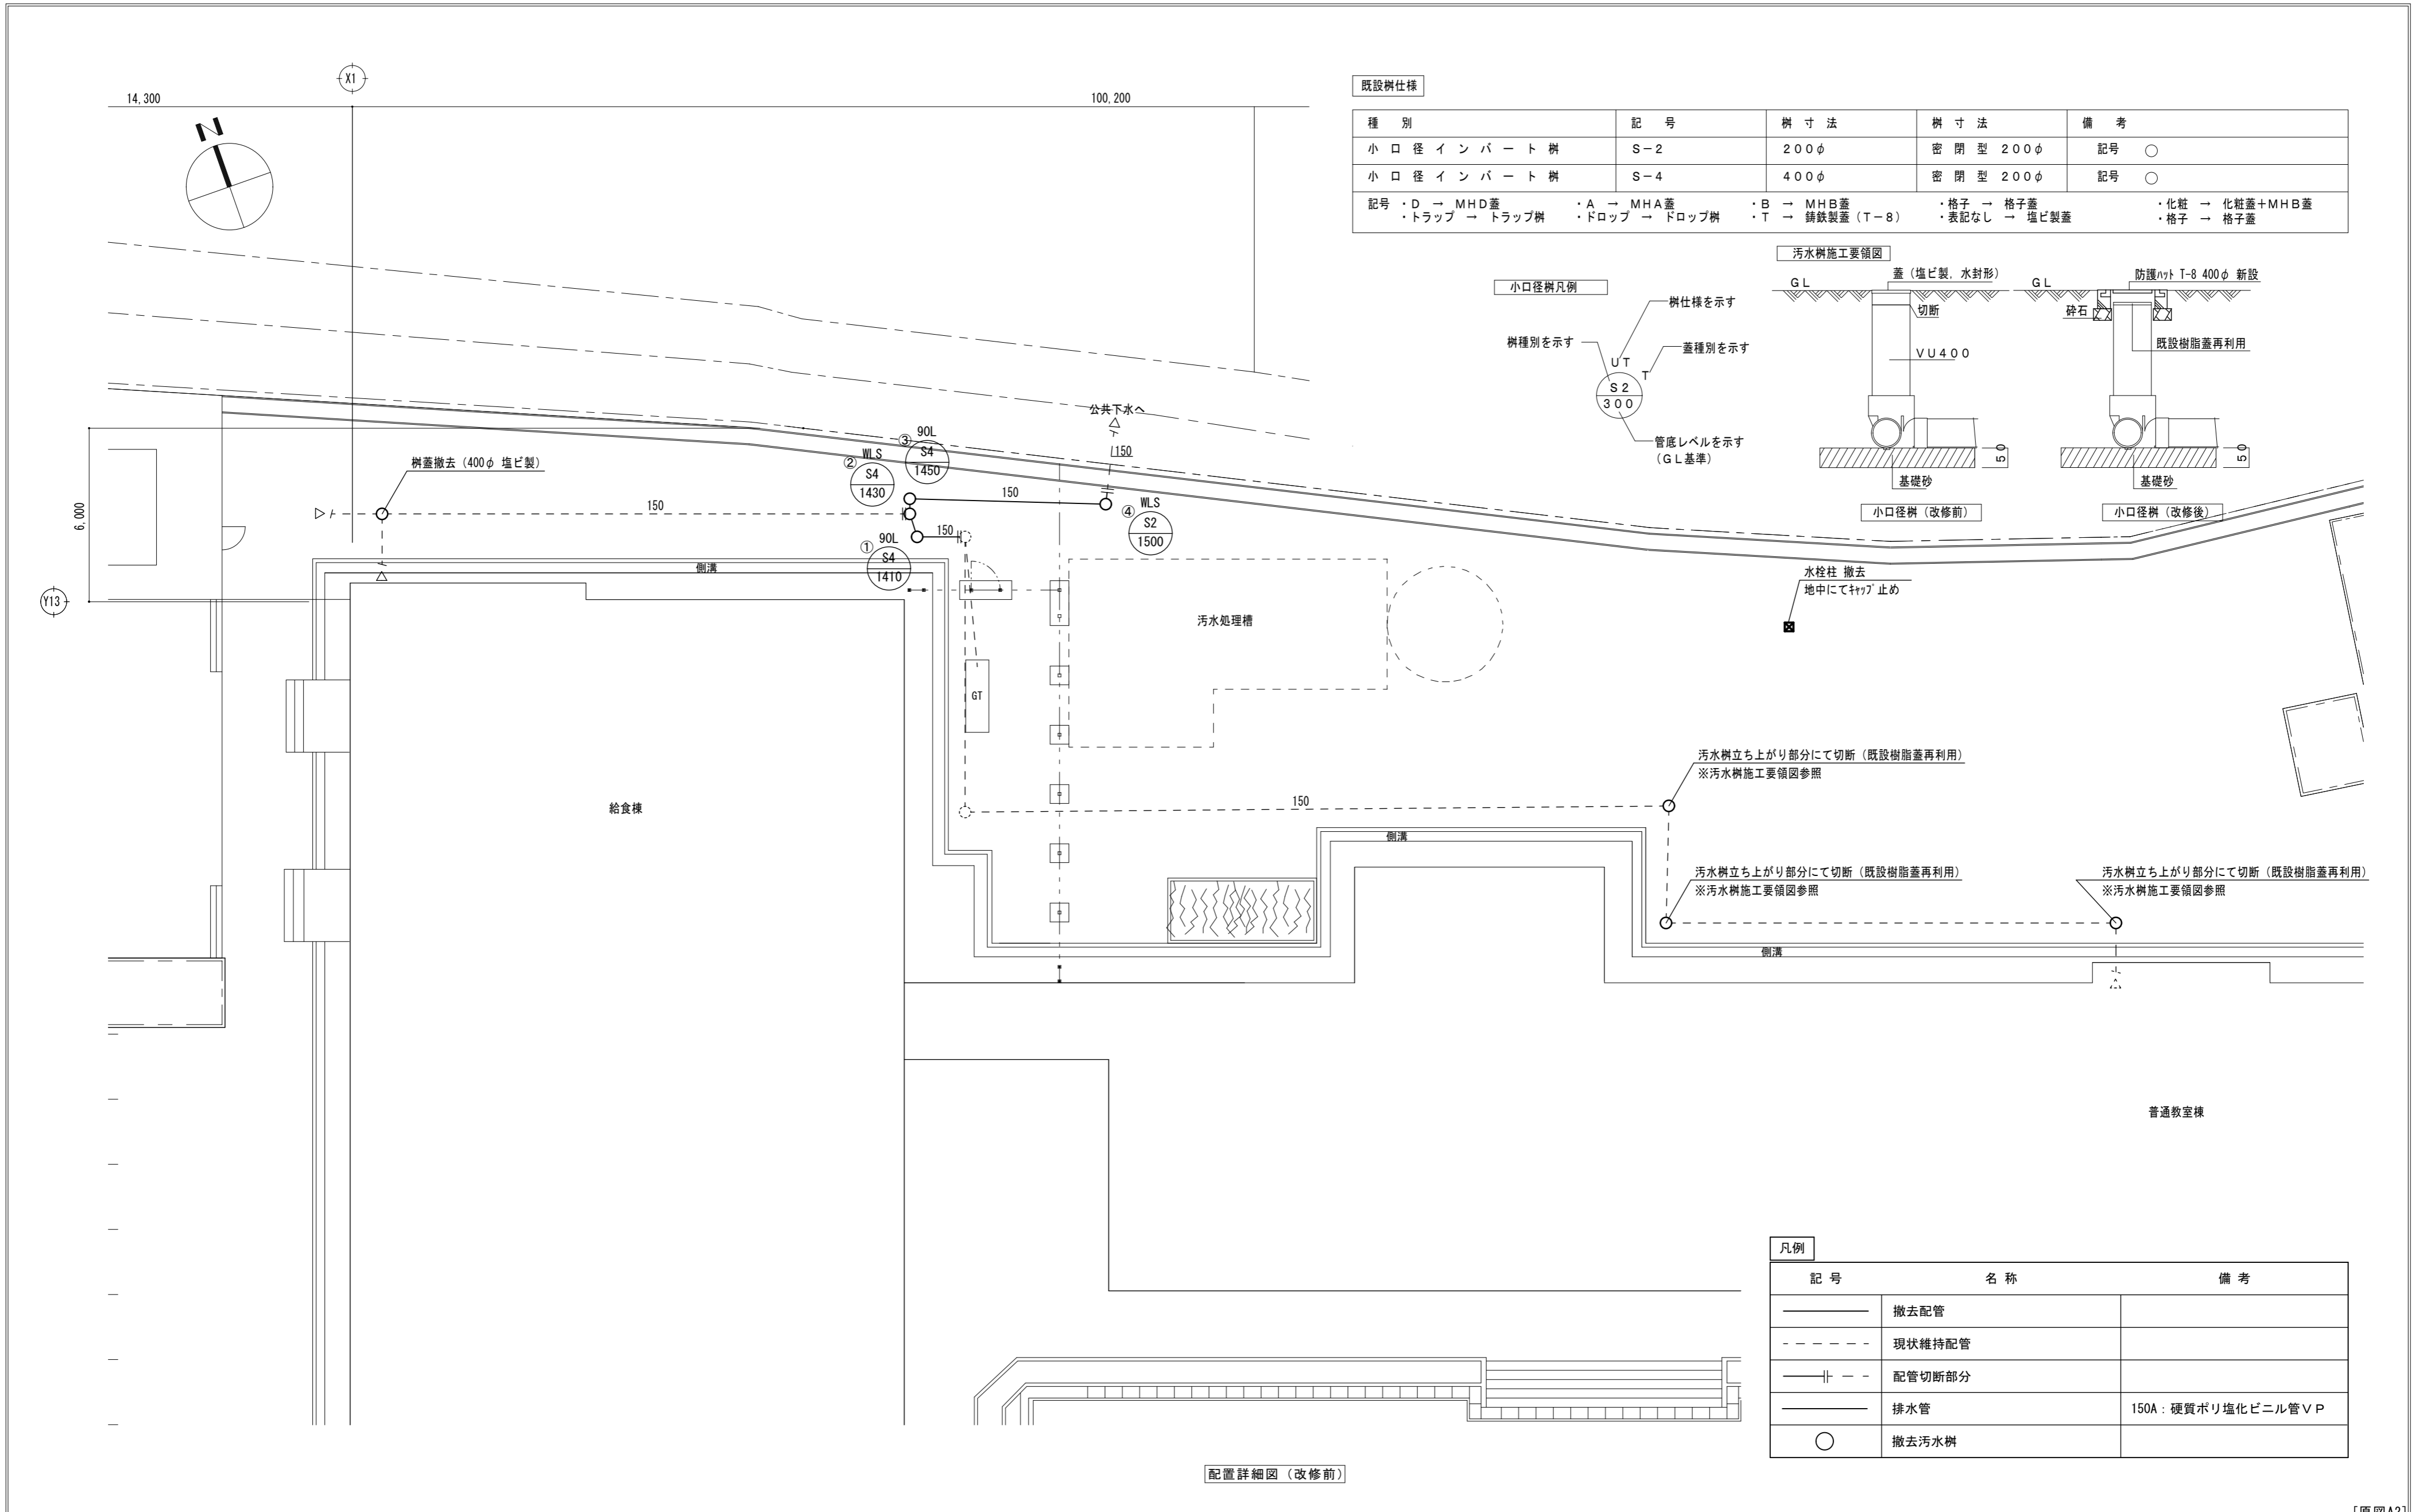 X1
14,300
100,200
N
既設桝仕様
種 別 記 号 桝 寸 法 桝 寸 法 備 考
小 口 径 イ ン バ ー ト 桝 S－2 200φ 密 閉 型 200φ 記号 ○
小 口 径 イ ン バ ー ト 桝 S－4 400φ 密 閉 型 200φ 記号 ○
記号 ・D → MHD蓋 ・A → MHA蓋 ・B → MHB蓋 ・格子 → 格子蓋 ・化粧 → 化粧蓋＋MHB蓋
・トラップ → トラップ桝 ・ドロップ → ドロップ桝 ・T → 鋳鉄製蓋（T－8） ・表記なし → 塩ビ製蓋 ・格子 → 格子蓋
小口径桝凡例
桝仕様を示す
桝種別を示す
蓋種別を示す
UT
T
S2
300
管底レベルを示す
（GL基準）
汚水桝施工要領図
GL
蓋（塩ビ製，水封形）
切断
VU400
50
基礎砂
小口径桝（改修前）
GL
防護ハット T-8 400φ 新設
砕石
既設樹脂蓋再利用
50
基礎砂
小口径桝（改修後）
公共下水へ
150
6,000
Y13
桝蓋撤去（400φ 塩ビ製）
150
② WLS
S4
1430
③ 90L
S4
1450
150
④ WLS
S2
1500
150
① 90L
S4
1410
側溝
汚水処理槽
GT
水栓柱 撤去
地中にてｷｬｯﾌﾟ止め
給食棟
150
汚水桝立ち上がり部分にて切断（既設樹脂蓋再利用）
※汚水桝施工要領図参照
側溝
汚水桝立ち上がり部分にて切断（既設樹脂蓋再利用）
※汚水桝施工要領図参照
汚水桝立ち上がり部分にて切断（既設樹脂蓋再利用）
※汚水桝施工要領図参照
側溝
普通教室棟
凡例
記 号 名 称 備 考
撤去配管
現状維持配管
配管切断部分
排水管 150A：硬質ポリ塩化ビニル管VP
撤去汚水桝
配置詳細図（改修前）
[原図A2]